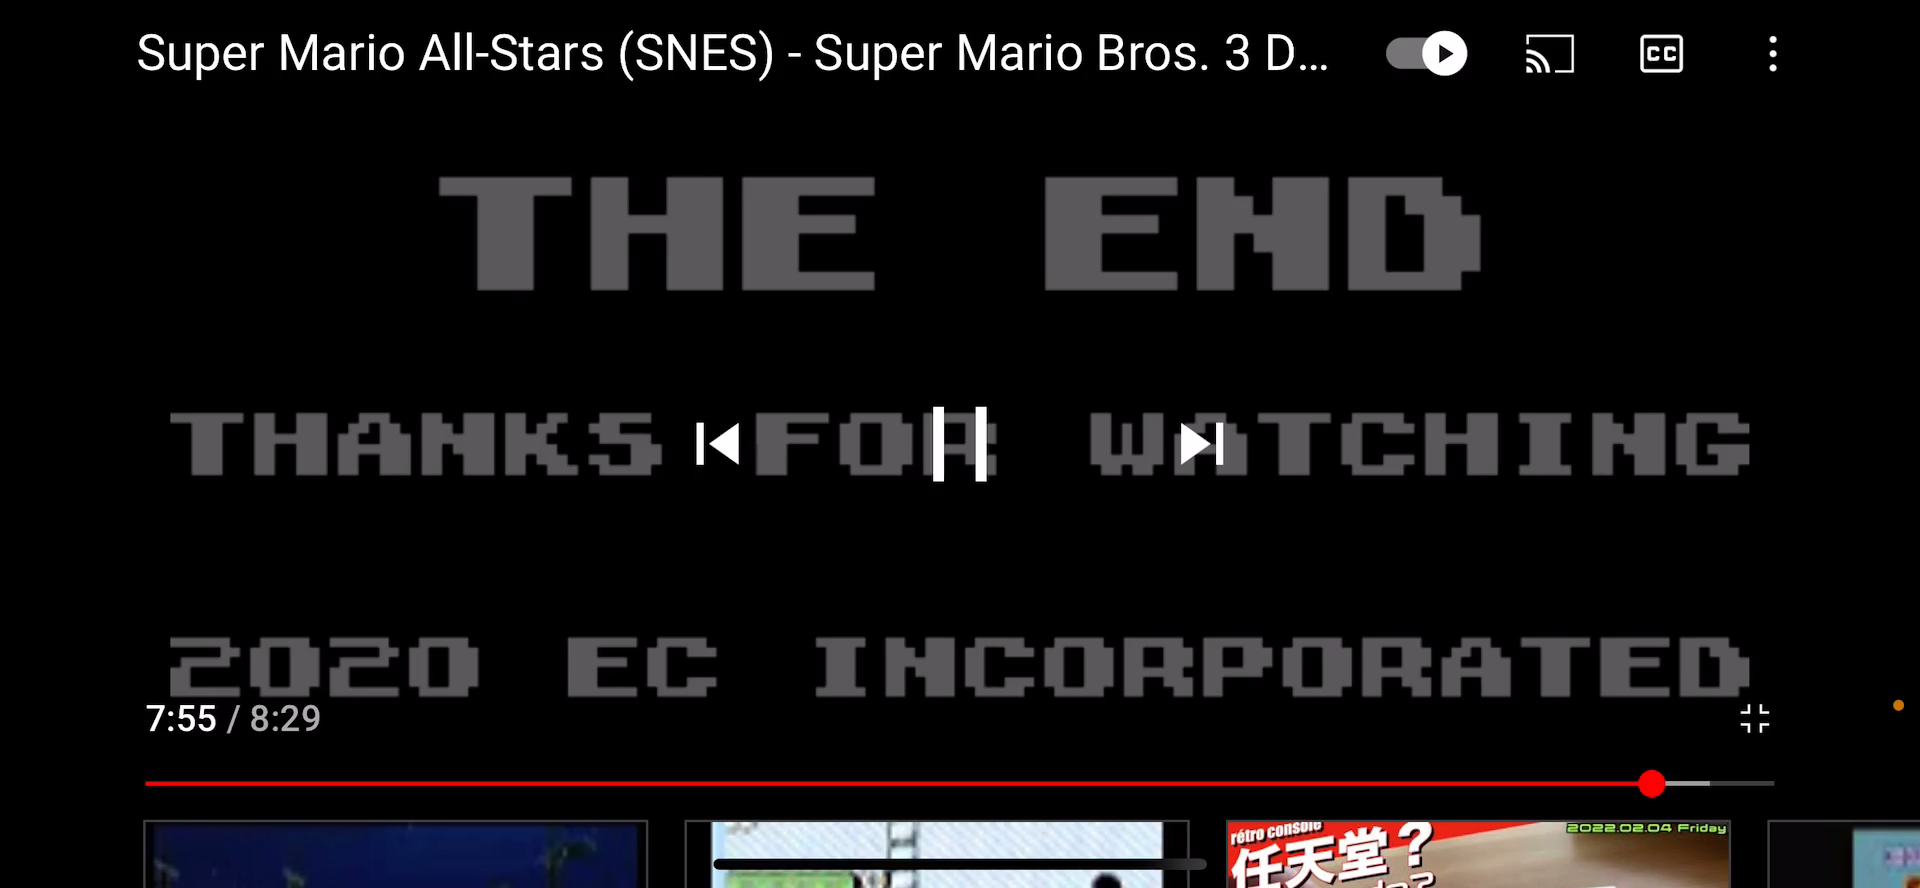 Super Mario All-Stars (SNES) - Super Mario Bros. 3 D...
THE END
THANKS FOR WATCHING
2020 EC INCORPORATED
7:55 / 8:29
rétro console
2022.02.04 Friday
任天堂?